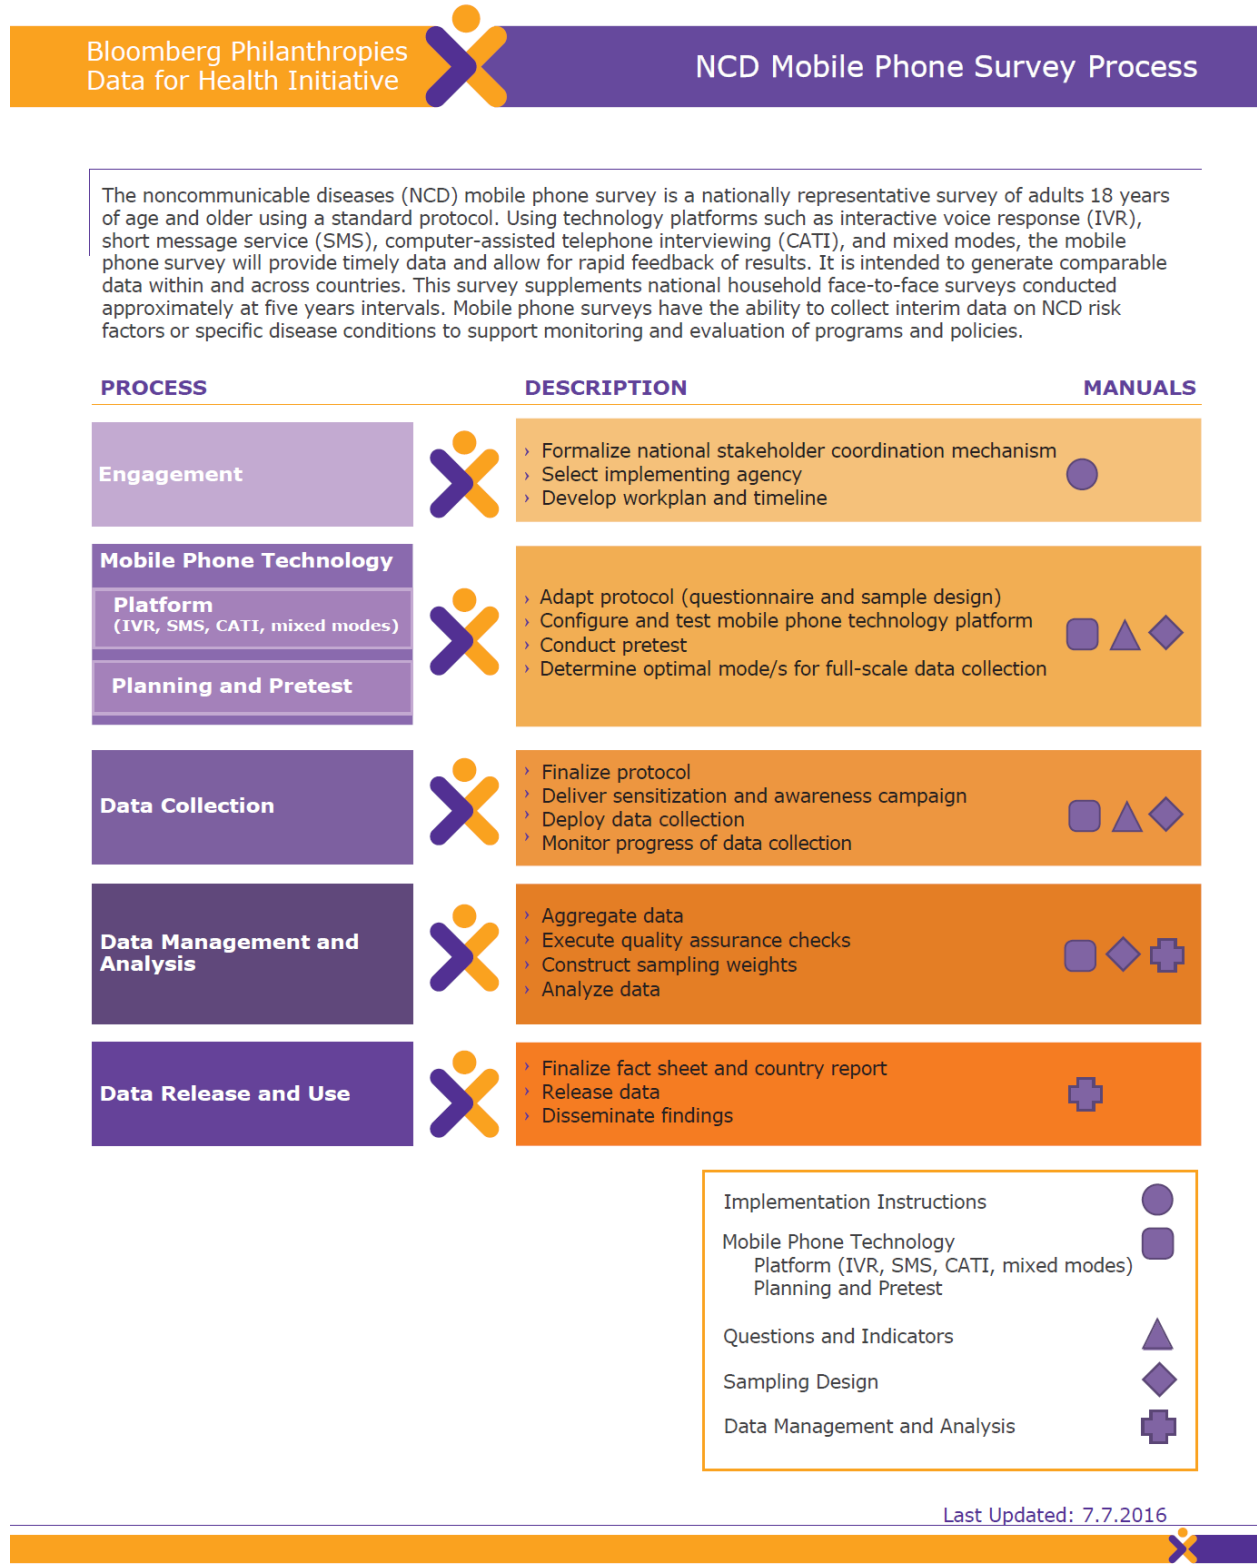 Bloomberg Philanthropies
Data for Health Initiative
NCD Mobile Phone Survey Process
The noncommunicable diseases (NCD) mobile phone survey is a nationally representative survey of adults 18 years
of age and older using a standard protocol. Using technology platforms such as interactive voice response (IVR),
short message service (SMS), computer-assisted telephone interviewing (CATI), and mixed modes, the mobile
phone survey will provide timely data and allow for rapid feedback of results. It is intended to generate comparable
data within and across countries. This survey supplements national household face-to-face surveys conducted
approximately at five years intervals. Mobile phone surveys have the ability to collect interim data on NCD risk
factors or specific disease conditions to support monitoring and evaluation of programs and policies.
PROCESS DESCRIPTION MANUALS
Engagement
› Formalize national stakeholder coordination mechanism
› Select implementing agency
› Develop workplan and timeline
Mobile Phone Technology
Platform
(IVR, SMS, CATI, mixed modes)
Planning and Pretest
› Adapt protocol (questionnaire and sample design)
› Configure and test mobile phone technology platform
› Conduct pretest
› Determine optimal mode/s for full-scale data collection
Data Collection
› Finalize protocol
› Deliver sensitization and awareness campaign
› Deploy data collection
› Monitor progress of data collection
Data Management and
Analysis
› Aggregate data
› Execute quality assurance checks
› Construct sampling weights
› Analyze data
Data Release and Use
› Finalize fact sheet and country report
› Release data
› Disseminate findings
Implementation Instructions
Mobile Phone Technology
Platform (IVR, SMS, CATI, mixed modes)
Planning and Pretest
Questions and Indicators
Sampling Design
Data Management and Analysis
Last Updated: 7.7.2016